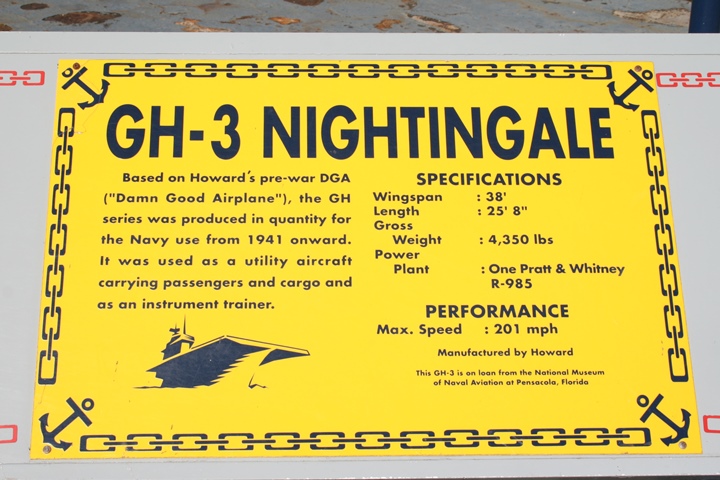 GH-3 NIGHTINGALE
Based on Howard's pre-war DGA
("Damn Good Airplane"), the GH
series was produced in quantity for
the Navy use from 1941 onward.
It was used as a utility aircraft
carrying passengers and cargo and
as an instrument trainer.
SPECIFICATIONS
Wingspan : 38'
Length : 25' 8"
Gross
Weight : 4,350 lbs
Power
Plant : One Pratt & Whitney
R-985
PERFORMANCE
Max. Speed : 201 mph
Manufactured by Howard
This GH-3 is on loan from the National Museum
of Naval Aviation at Pensacola, Florida